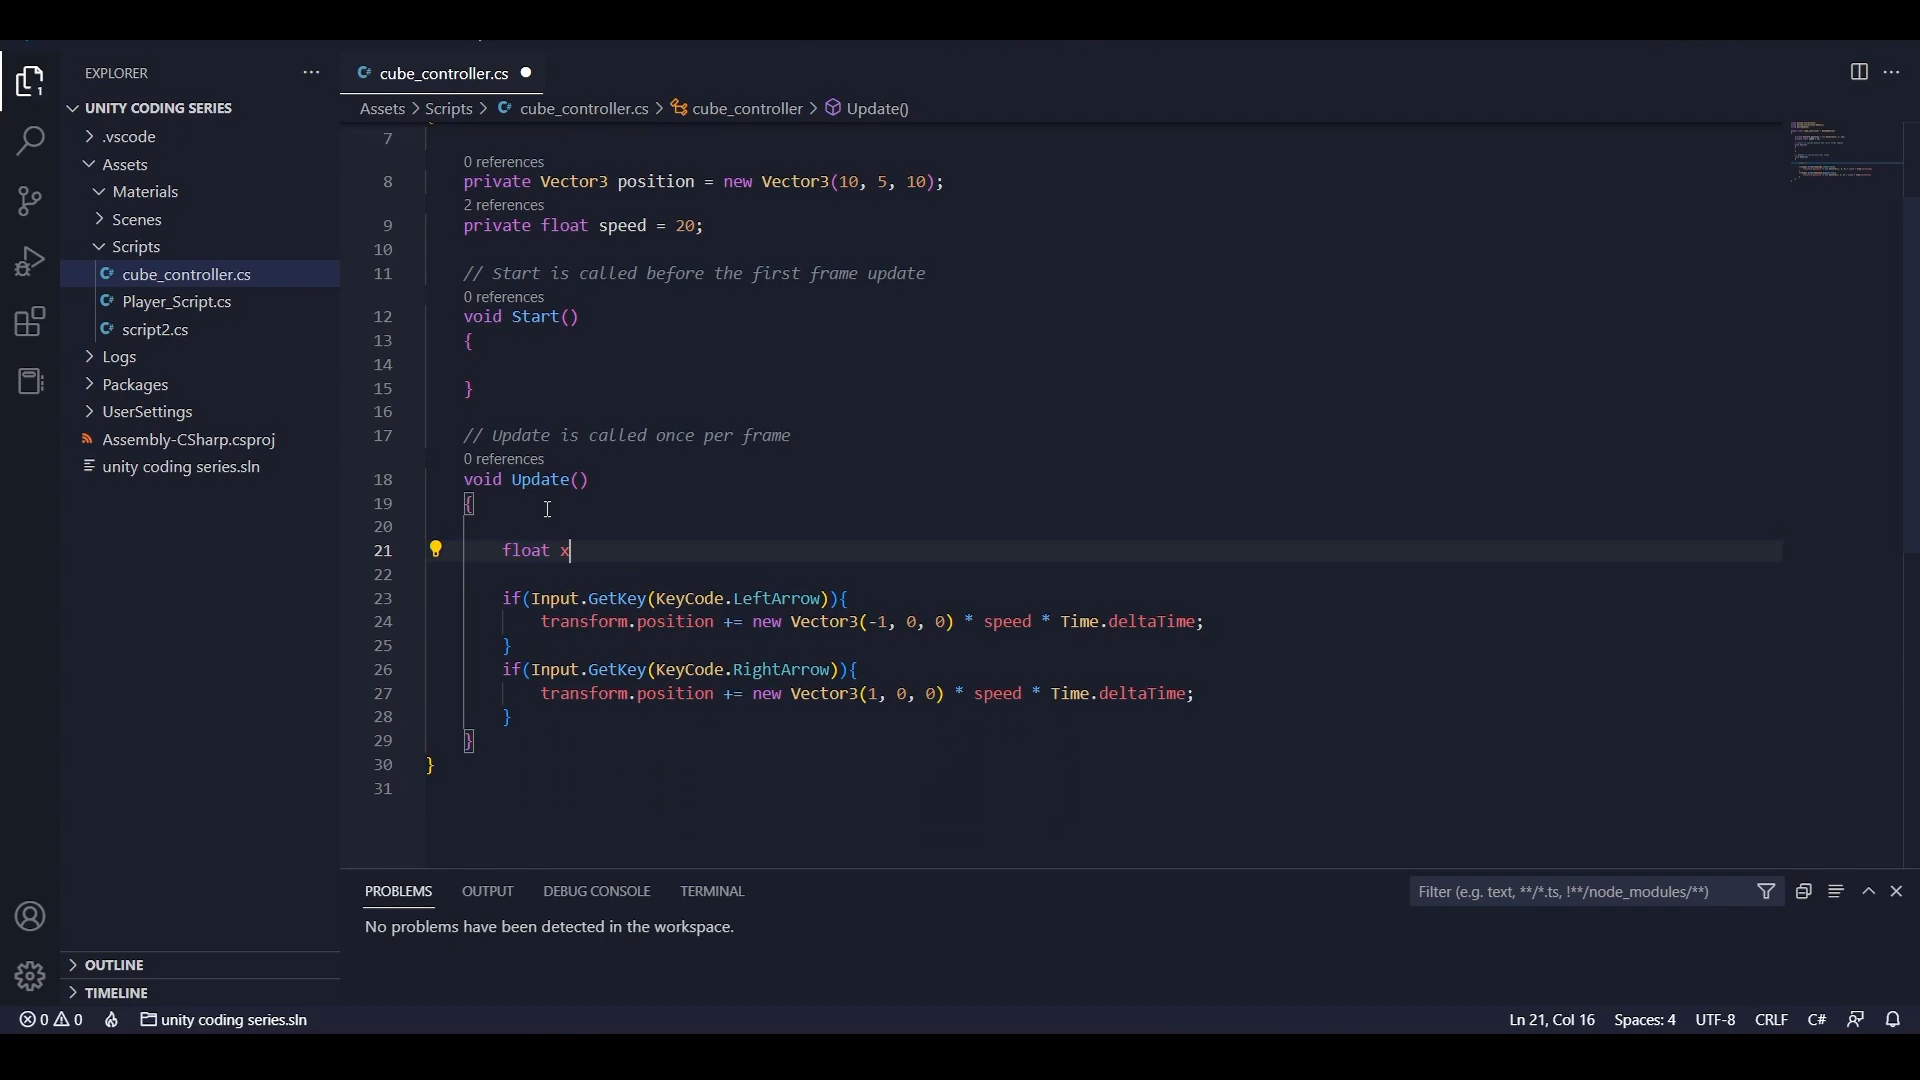 EXPLORER
UNITY CODING SERIES
.vscode
Assets
Materials
Scenes
Scripts
cube_controller.cs
Player_Script.cs
script2.cs
Logs
Packages
UserSettings
Assembly-CSharp.csproj
unity coding series.sln
OUTLINE
TIMELINE
cube_controller.cs
Assets > Scripts > cube_controller.cs > cube_controller > Update()
7
0 references
8 private Vector3 position = new Vector3(10, 5, 10);
2 references
9 private float speed = 20;
10
11 // Start is called before the first frame update
0 references
12 void Start()
13 {
14
15 }
16
17 // Update is called once per frame
0 references
18 void Update()
19 {
20
21 float x
22
23 if(Input.GetKey(KeyCode.LeftArrow)){
24 transform.position += new Vector3(-1, 0, 0) * speed * Time.deltaTime;
25 }
26 if(Input.GetKey(KeyCode.RightArrow)){
27 transform.position += new Vector3(1, 0, 0) * speed * Time.deltaTime;
28 }
29 }
30 }
31
PROBLEMS OUTPUT DEBUG CONSOLE TERMINAL
Filter (e.g. text, **/*.ts, !**/node_modules/**)
No problems have been detected in the workspace.
0 0 unity coding series.sln
Ln 21, Col 16 Spaces: 4 UTF-8 CRLF C#